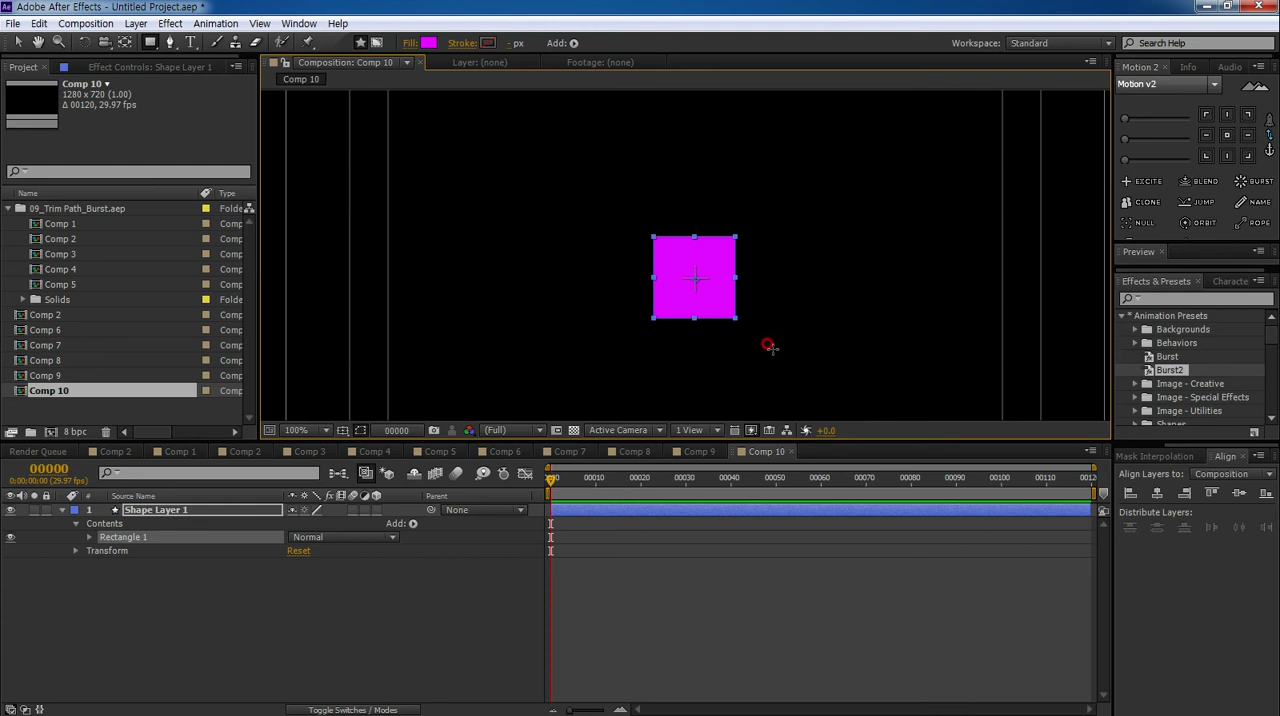 Adobe After Effects - Untitled Project.aep *
File Edit Composition Layer Effect Animation View Window Help
Fill: Stroke: - px Add: Workspace: Standard Search Help
Project Effect Controls: Shape Layer 1 Composition: Comp 10 Layer: (none) Footage: (none) Motion 2 Info Audio
Comp 10
1280 x 720 (1.00)
Δ 00120, 29.97 fps
Comp 10
Motion v2
Name Type
09_Trim Path_Burst.aep Folde
Comp 1 Comp
Comp 2 Comp
Comp 3 Comp
Comp 4 Comp
Comp 5 Comp
Solids Folde
Comp 2 Comp
Comp 6 Comp
Comp 7 Comp
Comp 8 Comp
Comp 9 Comp
Comp 10 Comp
8 bpc
EXCITE BLEND BURST
CLONE JUMP NAME
NULL ORBIT ROPE
Preview
Effects & Presets Characte
* Animation Presets
Backgrounds
Behaviors
Burst
Burst2
Image - Creative
Image - Special Effects
Image - Utilities
100% 00000 (Full) Active Camera 1 View +0.0
Render Queue Comp 2 Comp 1 Comp 2 Comp 3 Comp 4 Comp 5 Comp 6 Comp 7 Comp 8 Comp 9 Comp 10
Mask Interpolation Align
00000
0;00;00;00 (29.97 fps)
00010 00020 00030 00040 00050 00060 00070 00080 00090 00100 00110
Align Layers to: Composition
# Source Name Parent
1 Shape Layer 1 None
Contents Add:
Rectangle 1 Normal
Transform Reset
Distribute Layers:
Toggle Switches / Modes